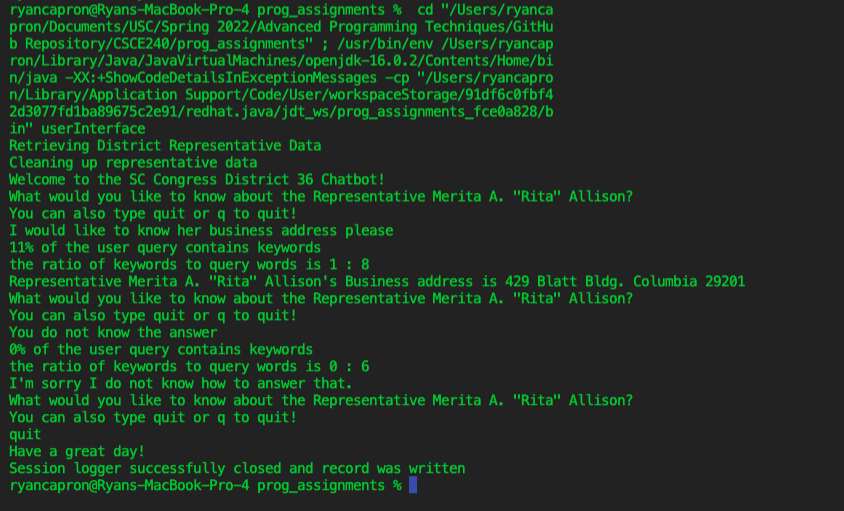 ryancapron@Ryans-MacBook-Pro-4 prog_assignments %  cd "/Users/ryanca
pron/Documents/USC/Spring 2022/Advanced Programming Techniques/GitHu
b Repository/CSCE240/prog_assignments" ; /usr/bin/env /Users/ryancap
ron/Library/Java/JavaVirtualMachines/openjdk-16.0.2/Contents/Home/bi
n/java -XX:+ShowCodeDetailsInExceptionMessages -cp "/Users/ryancapro
n/Library/Application Support/Code/User/workspaceStorage/91df6c0fbf4
2d3077fd1ba89675c2e91/redhat.java/jdt_ws/prog_assignments_fce0a828/b
in" userInterface
Retrieving District Representative Data
Cleaning up representative data
Welcome to the SC Congress District 36 Chatbot!
What would you like to know about the Representative Merita A. "Rita" Allison?
You can also type quit or q to quit!
I would like to know her business address please
11% of the user query contains keywords
the ratio of keywords to query words is 1 : 8
Representative Merita A. "Rita" Allison's Business address is 429 Blatt Bldg. Columbia 29201
What would you like to know about the Representative Merita A. "Rita" Allison?
You can also type quit or q to quit!
You do not know the answer
0% of the user query contains keywords
the ratio of keywords to query words is 0 : 6
I'm sorry I do not know how to answer that.
What would you like to know about the Representative Merita A. "Rita" Allison?
You can also type quit or q to quit!
quit
Have a great day!
Session logger successfully closed and record was written
ryancapron@Ryans-MacBook-Pro-4 prog_assignments %